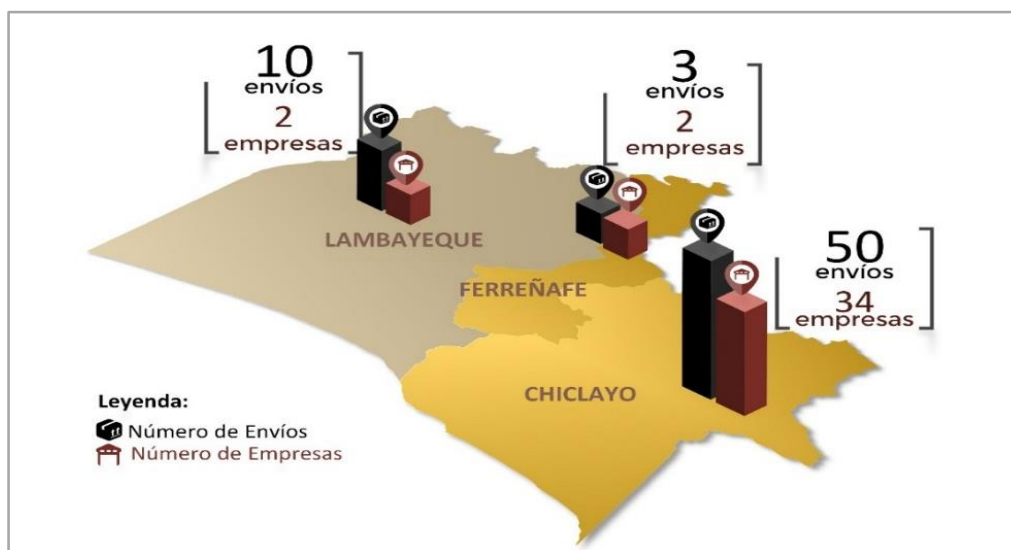 10
envíos
2
empresas
3
envíos
2
empresas
LAMBAYEQUE
50
envíos
34
empresas
FERREÑAFE
CHICLAYO
Leyenda:
Número de Envíos
Número de Empresas